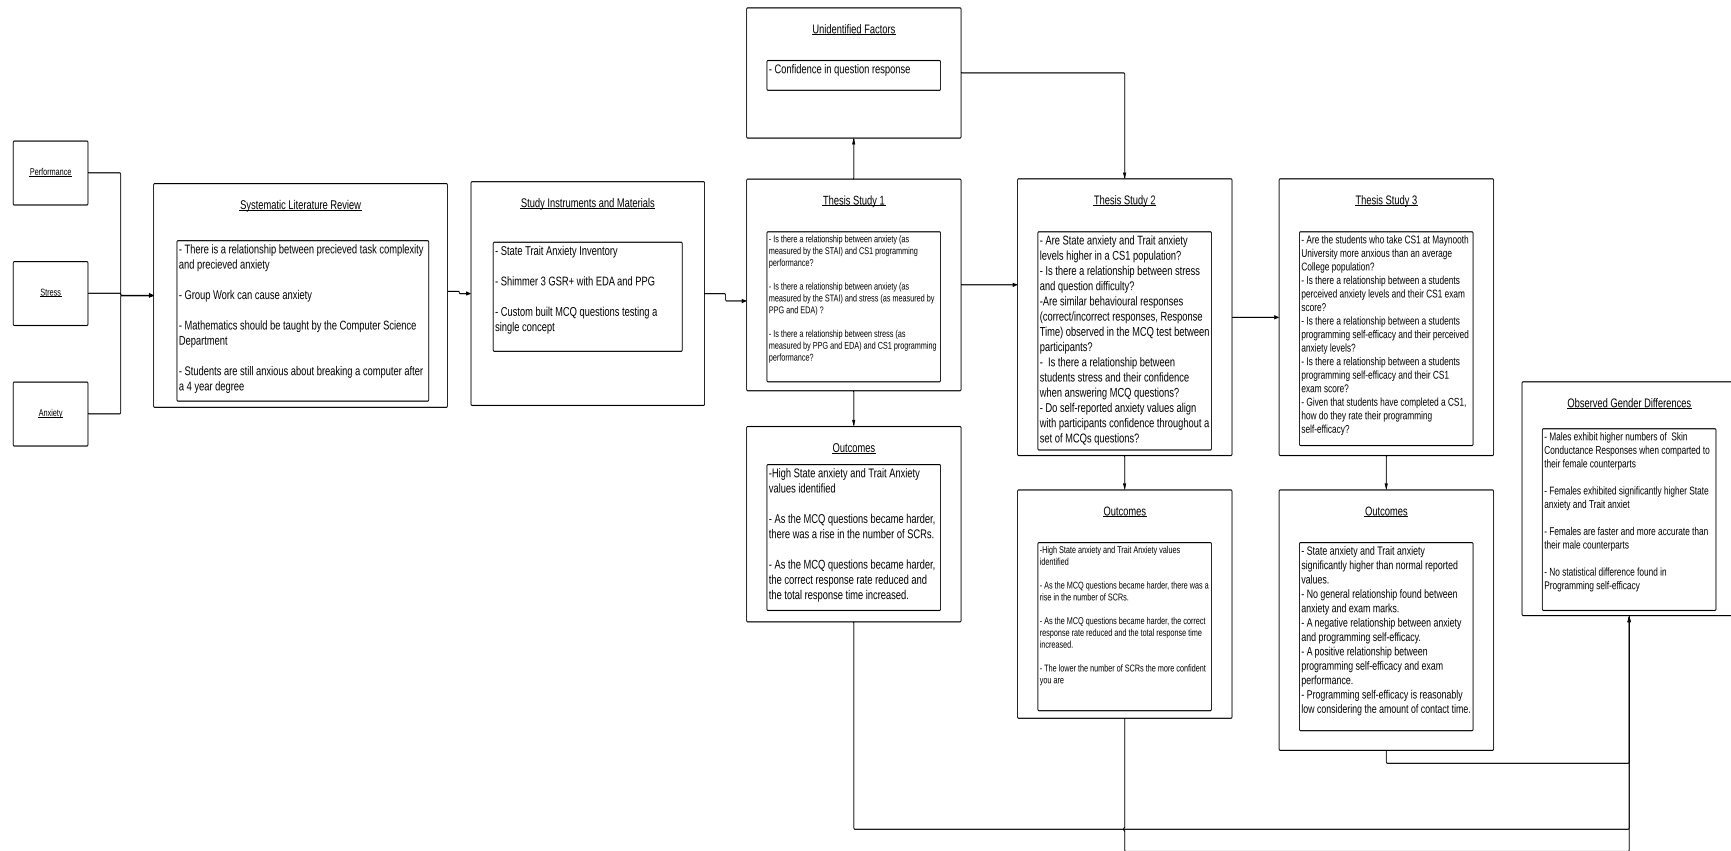 Performance
Stress
Anxiety
Systematic Literature Review
- There is a relationship between precieved task complexity
and precieved anxiety
- Group Work can cause anxiety
- Mathematics should be taught by the Computer Science
Department
- Students are still anxious about breaking a computer after
a 4 year degree
Study Instruments and Materials
- State Trait Anxiety Inventory
- Shimmer 3 GSR+ with EDA and PPG
- Custom built MCQ questions testing a
single concept
Unidentified Factors
- Confidence in question response
Thesis Study 1
- Is there a relationship between anxiety (as
measured by the STAI) and CS1 programming
performance?
- Is there a relationship between anxiety (as
measured by the STAI) and stress (as measured by
PPG and EDA) ?
- Is there a relationship between stress (as
measured by PPG and EDA) and CS1 programming
performance?
Outcomes
-High State anxiety and Trait Anxiety
values identified
- As the MCQ questions became harder,
there was a rise in the number of SCRs.
- As the MCQ questions became harder,
the correct response rate reduced and
the total response time increased.
Thesis Study 2
- Are State anxiety and Trait anxiety
levels higher in a CS1 population?
- Is there a relationship between stress
and question difficulty?
-Are similar behavioural responses
(correct/incorrect responses, Response
Time) observed in the MCQ test between
participants?
- Is there a relationship between
students stress and their confidence
when answering MCQ questions?
- Do self-reported anxiety values align
with participants confidence throughout a
set of MCQs questions?
Outcomes
-High State anxiety and Trait Anxiety values
identified
- As the MCQ questions became harder, there was a
rise in the number of SCRs.
- As the MCQ questions became harder, the correct
response rate reduced and the total response time
increased.
- The lower the number of SCRs the more confident
you are
Thesis Study 3
- Are the students who take CS1 at Maynooth
University more anxious than an average
College population?
- Is there a relationship between a students
perceived anxiety levels and their CS1 exam
score?
- Is there a relationship between a students
programming self-efficacy and their perceived
anxiety levels?
- Is there a relationship between a students
programming self-efficacy and their CS1
exam score?
- Given that students have completed a CS1,
how do they rate their programming
self-efficacy?
Outcomes
- State anxiety and Trait anxiety
significantly higher than normal reported
values.
- No general relationship found between
anxiety and exam marks.
- A negative relationship between anxiety
and programming self-efficacy.
- A positive relationship between
programming self-efficacy and exam
performance.
- Programming self-efficacy is reasonably
low considering the amount of contact time.
Observed Gender Differences
- Males exhibit higher numbers of Skin
Conductance Responses when comparted to
their female counterparts
- Females exhibited significantly higher State
anxiety and Trait anxiet
- Females are faster and more accurate than
their male counterparts
- No statistical difference found in
Programming self-efficacy